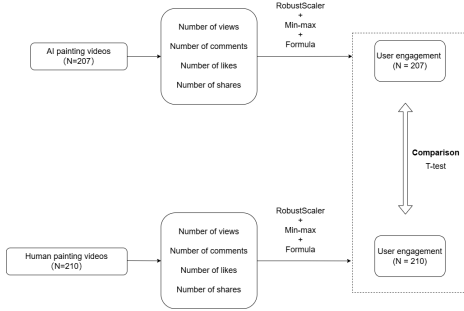 AI painting videos
(N=207)
Number of views
Number of comments
Number of likes
Number of shares
RobustScaler
+
Min-max
+
Formula
User engagement
(N = 207)
Comparison
T-test
Human painting videos
(N=210)
Number of views
Number of comments
Number of likes
Number of shares
RobustScaler
+
Min-max
+
Formula
User engagement
(N = 210)